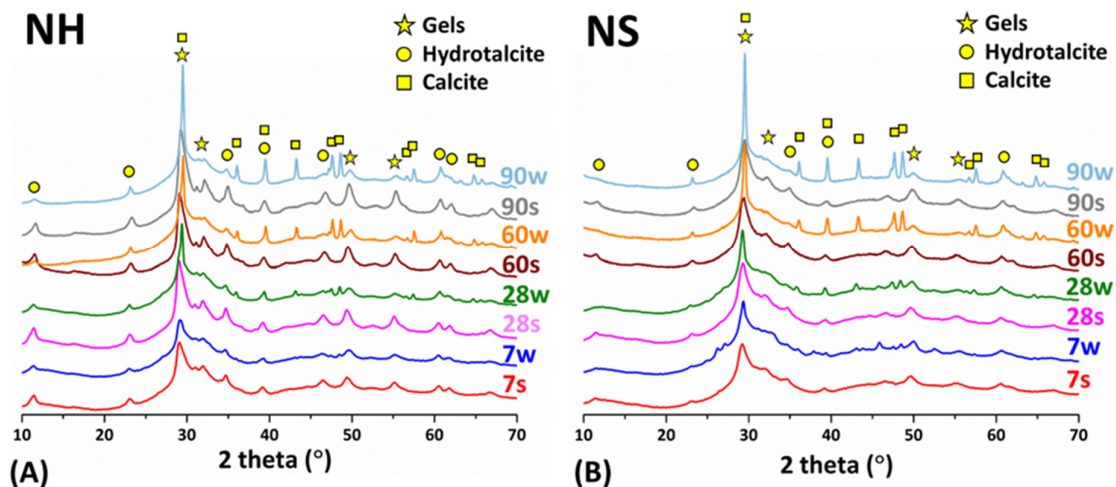 NH
Gels
Hydrotalcite
Calcite
90w
90s
60w
60s
28w
28s
7w
7s
10 20 30 40 50 60 70
2 theta (°)
(A)
NS
Gels
Hydrotalcite
Calcite
90w
90s
60w
60s
28w
28s
7w
7s
10 20 30 40 50 60 70
2 theta (°)
(B)